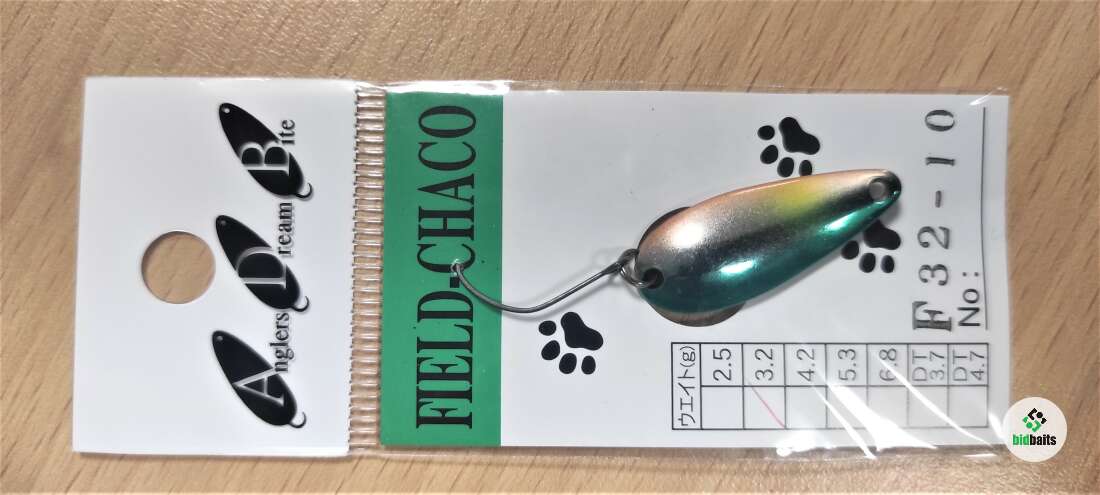 Anglers
Dream
Bite
FIELD-CHACO
No: F32-10
ウエイト(g)
2.5
3.2
4.2
5.3
6.8
DT 3.7
DT 4.7
bidbaits